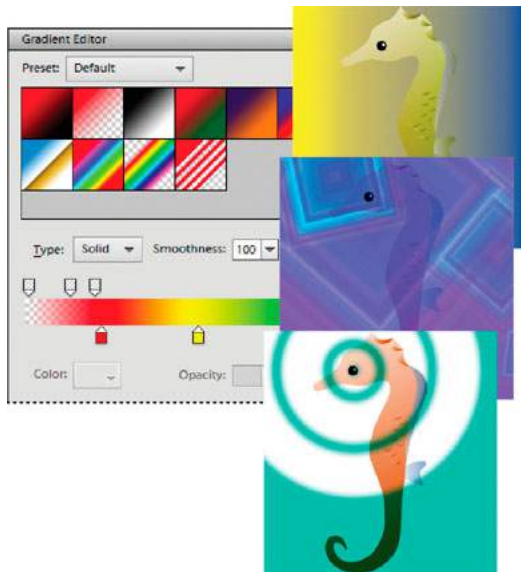 Gradient Editor
Preset: Default
Type: Solid Smoothness: 100
Color: Opacity: